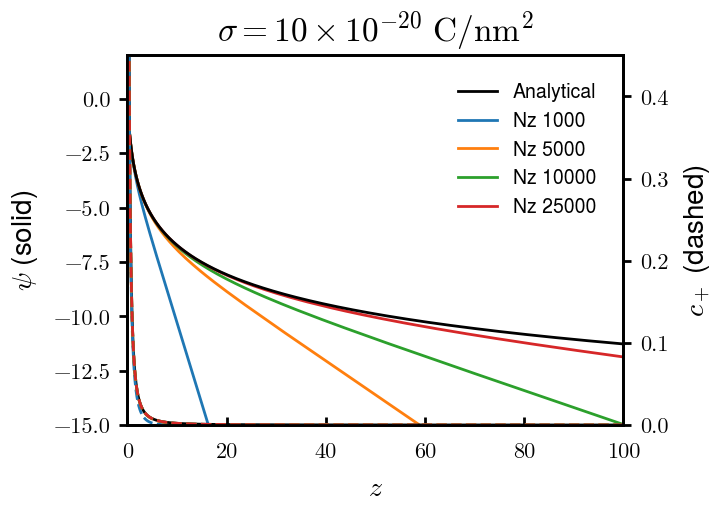 σ = 10 × 10⁻²⁰ C/nm²
ψ (solid)
0.0
−2.5
−5.0
−7.5
−10.0
−12.5
−15.0
Analytical
Nz 1000
Nz 5000
Nz 10000
Nz 25000
0.4
0.3
0.2
0.1
0.0
c₊ (dashed)
0 20 40 60 80 100
z